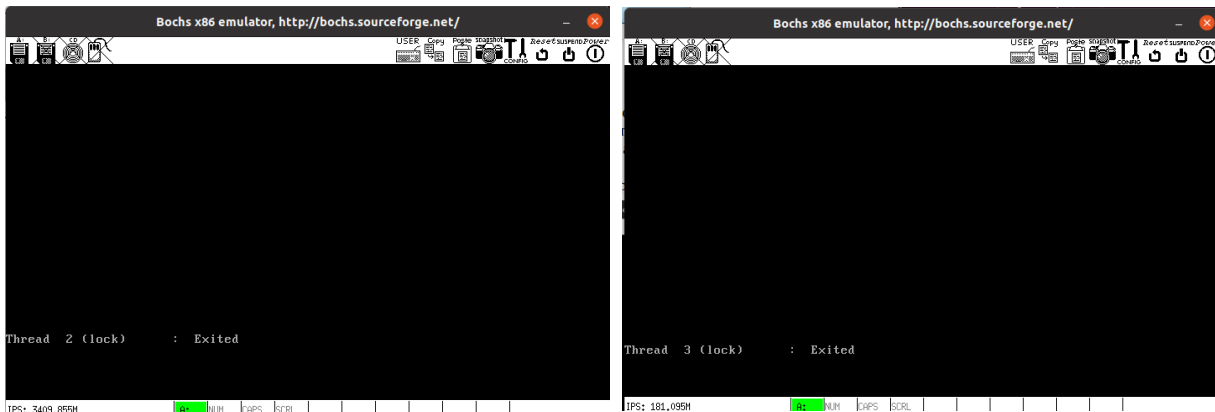 Bochs x86 emulator, http://bochs.sourceforge.net/
A: B: CD USER Copy Paste snapshot CONFIG Reset SUSPEND Power
Thread 2 (lock) : Exited
IPS: 3409.855M A: NUM CAPS SCRL
Bochs x86 emulator, http://bochs.sourceforge.net/
A: B: CD USER Copy Paste snapshot CONFIG Reset SUSPEND Power
Thread 3 (lock) : Exited
IPS: 181.095M A: NUM CAPS SCRL